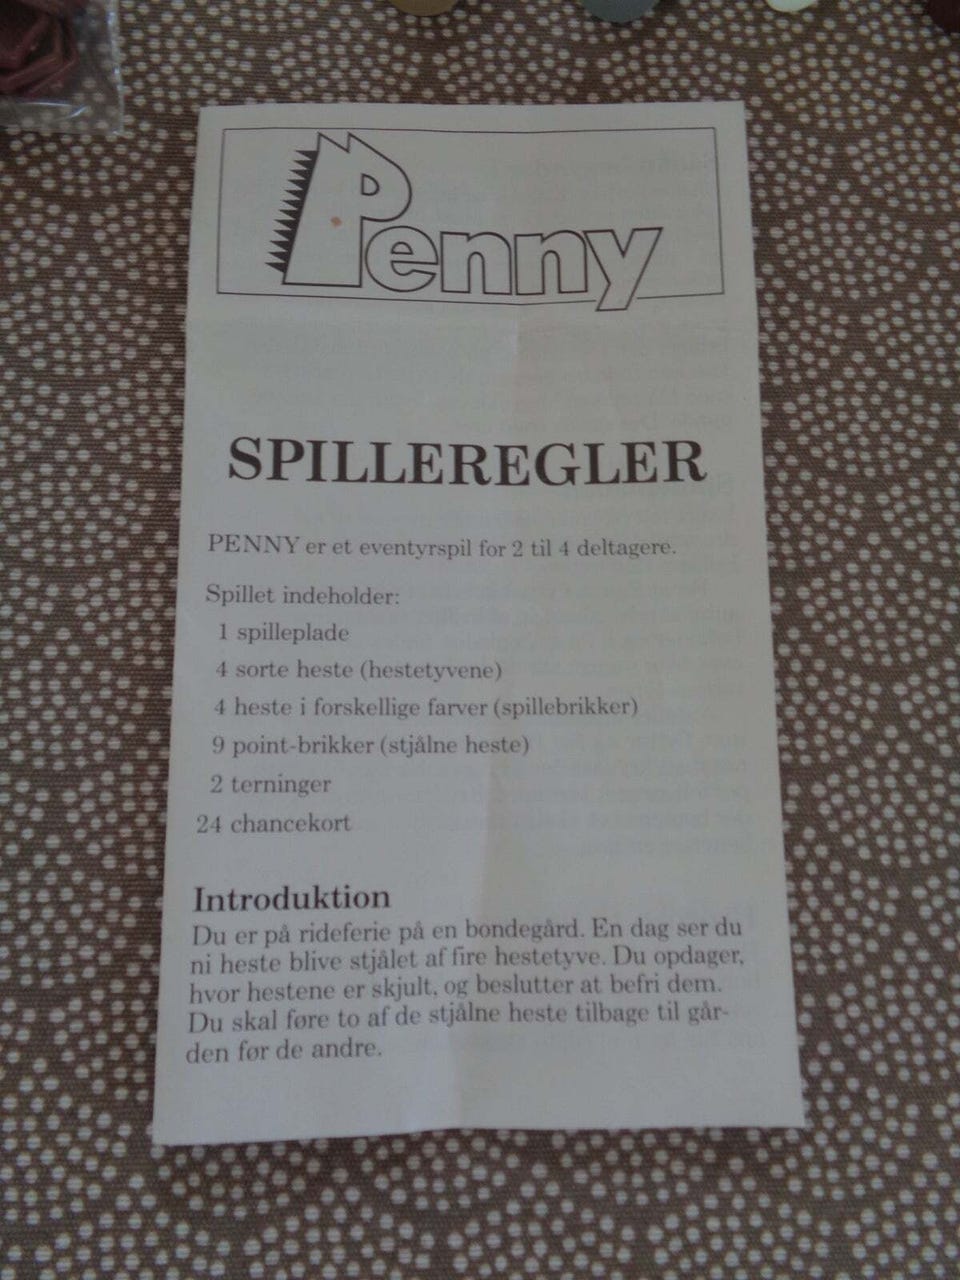 Penny
SPILLEREGLER
PENNY er et eventyrspil for 2 til 4 deltagere.
Spillet indeholder:
1 spilleplade
4 sorte heste (hestetyvene)
4 heste i forskellige farver (spillebrikker)
9 point-brikker (stjålne heste)
2 terninger
24 chancekort
Introduktion
Du er på rideferie på en bondegård. En dag ser du
ni heste blive stjålet af fire hestetyve. Du opdager,
hvor hestene er skjult, og beslutter at befri dem.
Du skal føre to af de stjålne heste tilbage til går-
den før de andre.